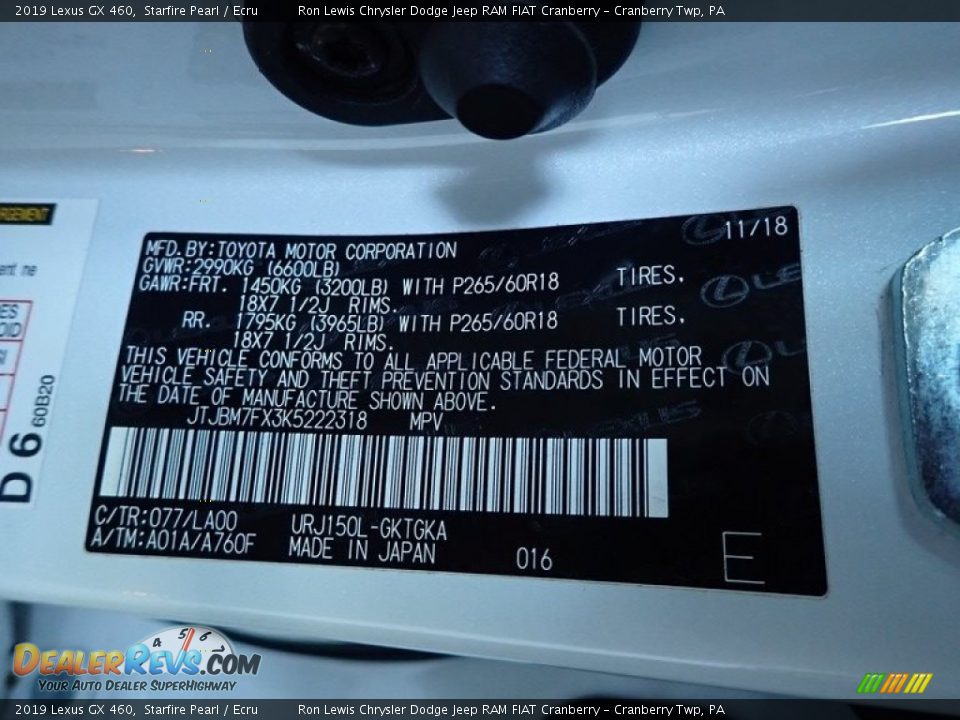 2019 Lexus GX 460, Starfire Pearl / Ecru Ron Lewis Chrysler Dodge Jeep RAM FIAT Cranberry - Cranberry Twp, PA
11/18
MFD.BY:TOYOTA MOTOR CORPORATION
GVWR:2990KG (6600LB)
GAWR:FRT. 1450KG (3200LB) WITH P265/60R18 TIRES.
18X7 1/2J RIMS.
RR. 1795KG (3965LB) WITH P265/60R18 TIRES.
18X7 1/2J RIMS.
THIS VEHICLE CONFORMS TO ALL APPLICABLE FEDERAL MOTOR
VEHICLE SAFETY AND THEFT PREVENTION STANDARDS IN EFFECT ON
THE DATE OF MANUFACTURE SHOWN ABOVE.
JTJBM7FX3K5222318 MPV
C/TR:077/LA00 URJ150L-GKTGKA
A/TM:A01A/A760F MADE IN JAPAN 016
E
D 6 60B20
4 5 6
DealerRevs.com
Your Auto Dealer SuperHighway
2019 Lexus GX 460, Starfire Pearl / Ecru Ron Lewis Chrysler Dodge Jeep RAM FIAT Cranberry - Cranberry Twp, PA